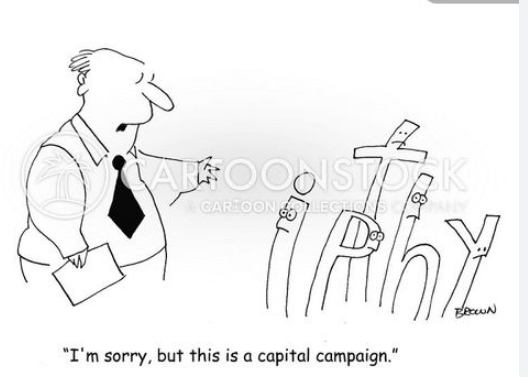 CARTOONSTOCK
A CARTOON COLLECTIONS COMPANY
i p t h y
BROWN
"I'm sorry, but this is a capital campaign."